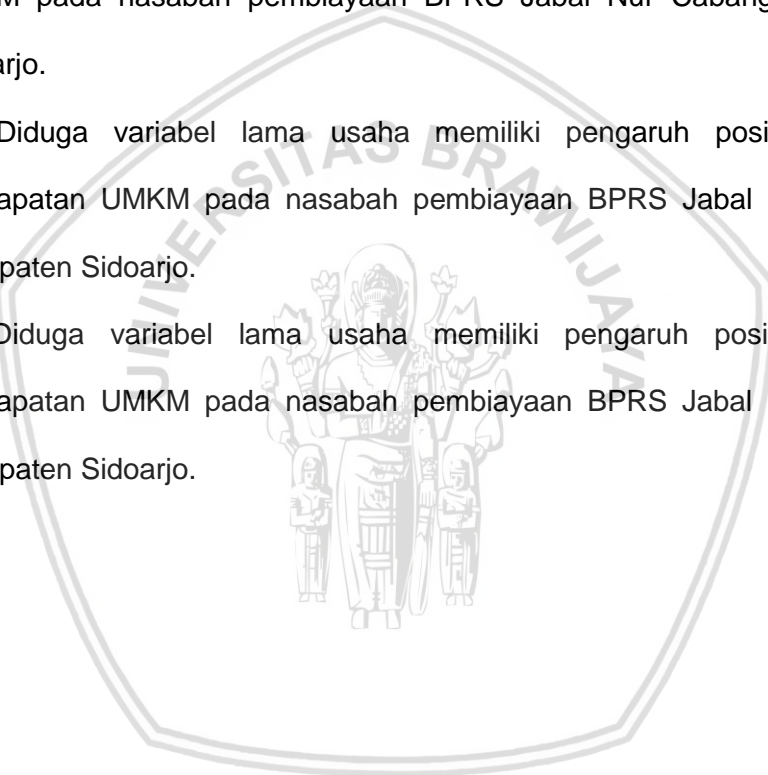 M pada nasabah pembiayaan BPRS Jabal Nur Cabang
arjo.
Diduga variabel lama usaha memiliki pengaruh posi
apatan UMKM pada nasabah pembiayaan BPRS Jabal
paten Sidoarjo.
Diduga variabel lama usaha memiliki pengaruh posi
apatan UMKM pada nasabah pembiayaan BPRS Jabal
paten Sidoarjo.
UNIVERSITAS BRAWIJAYA